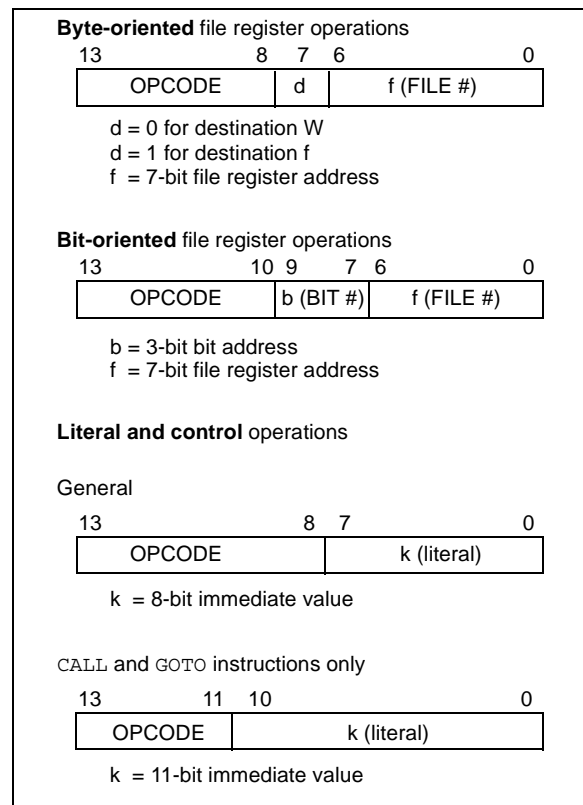 Byte-oriented file register operations
13 8 7 6 0
OPCODE d f (FILE #)
d = 0 for destination W
d = 1 for destination f
f = 7-bit file register address
Bit-oriented file register operations
13 10 9 7 6 0
OPCODE b (BIT #) f (FILE #)
b = 3-bit bit address
f = 7-bit file register address
Literal and control operations
General
13 8 7 0
OPCODE k (literal)
k = 8-bit immediate value
CALL and GOTO instructions only
13 11 10 0
OPCODE k (literal)
k = 11-bit immediate value